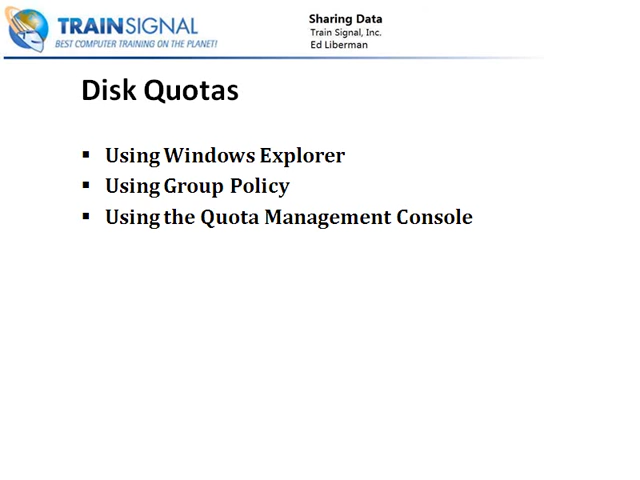 TRAINSIGNAL
BEST COMPUTER TRAINING ON THE PLANET!
Sharing Data
Train Signal, Inc.
Ed Liberman
Disk Quotas
▪ Using Windows Explorer
▪ Using Group Policy
▪ Using the Quota Management Console